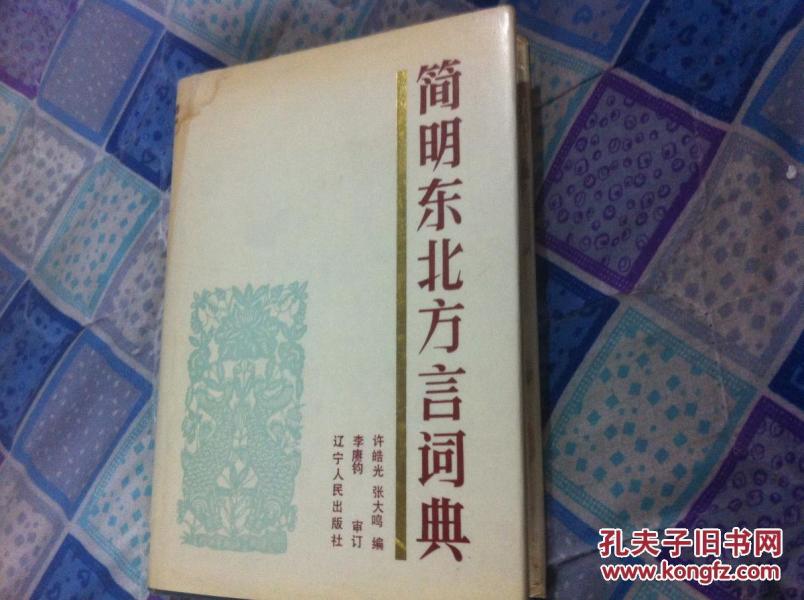 简明东北方言词典
许皓光 张大鸣 编
李赓钧 审订
辽宁人民出版社
孔夫子旧书网
www.kongfz.com